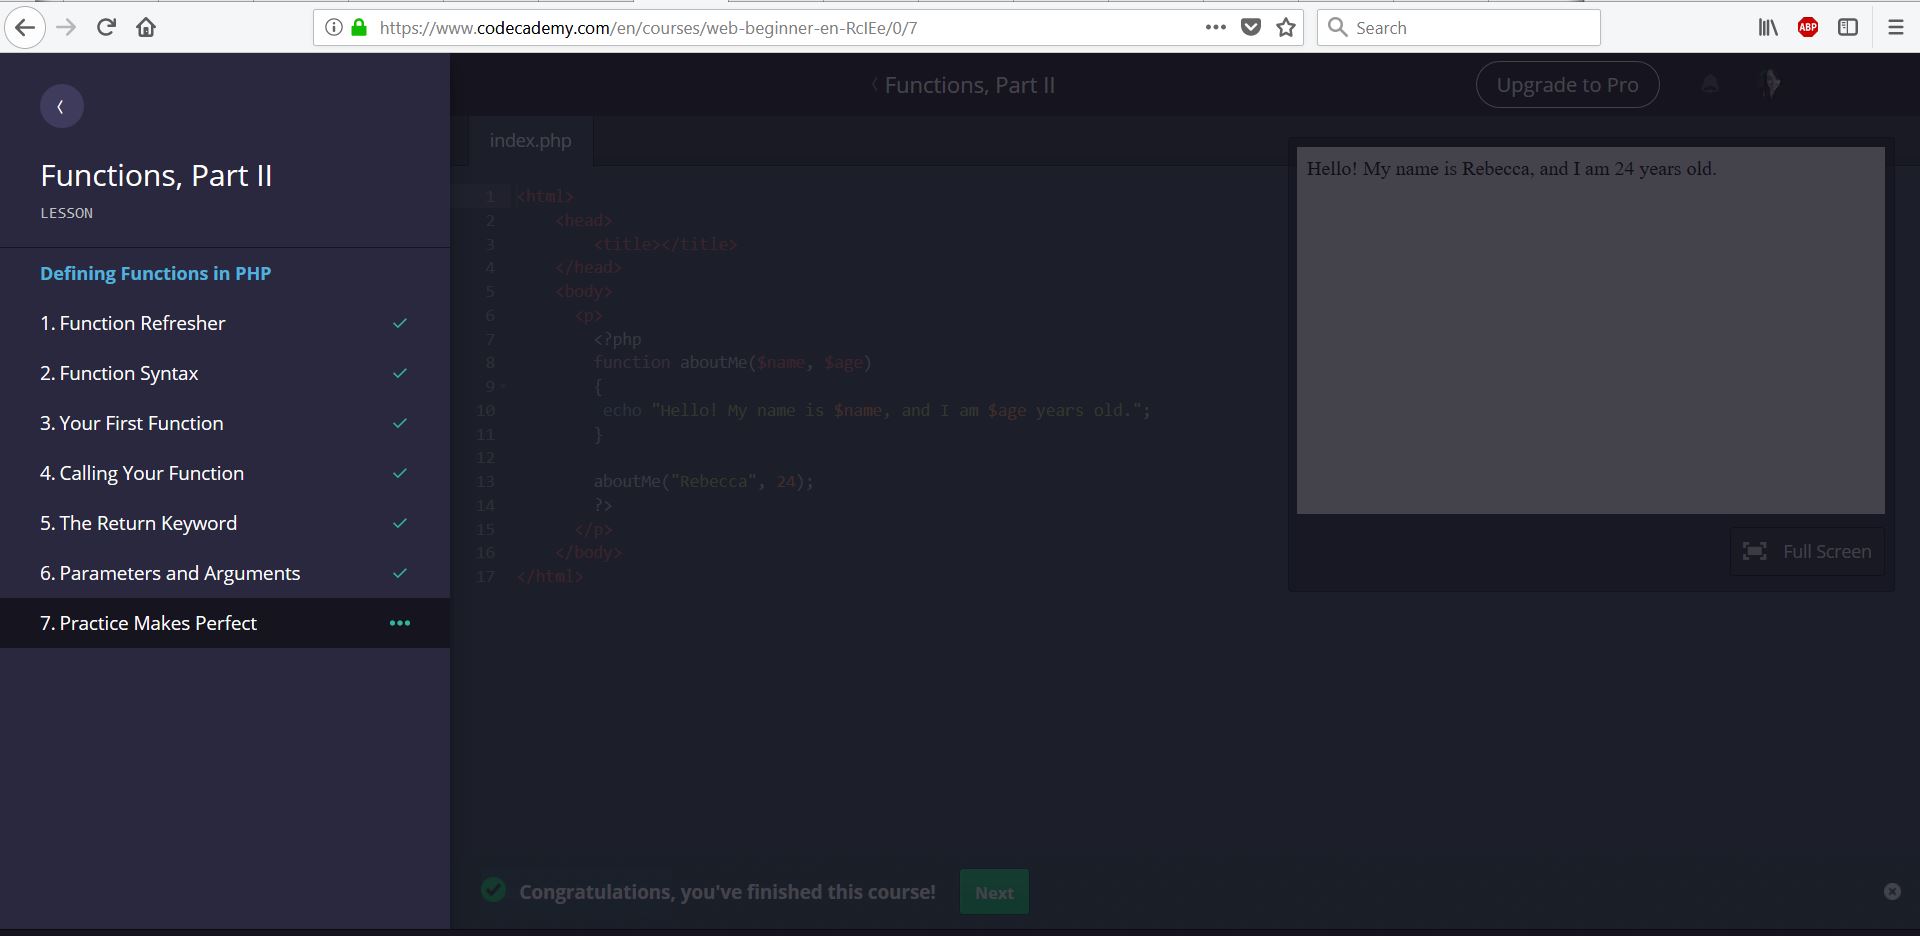 https://www.codecademy.com/en/courses/web-beginner-en-RcIEe/0/7
Search
ABP
Functions, Part II
LESSON
Defining Functions in PHP
1. Function Refresher
2. Function Syntax
3. Your First Function
4. Calling Your Function
5. The Return Keyword
6. Parameters and Arguments
7. Practice Makes Perfect
Functions, Part II
Upgrade to Pro
index.php
1 <html>
2 <head>
3 <title></title>
4 </head>
5 <body>
6 <p>
7 <?php
8 function aboutMe($name, $age)
9 {
10 echo "Hello! My name is $name, and I am $age years old.";
11 }
12
13 aboutMe("Rebecca", 24);
14 ?>
15 </p>
16 </body>
17 </html>
Hello! My name is Rebecca, and I am 24 years old.
Full Screen
Congratulations, you've finished this course!
Next